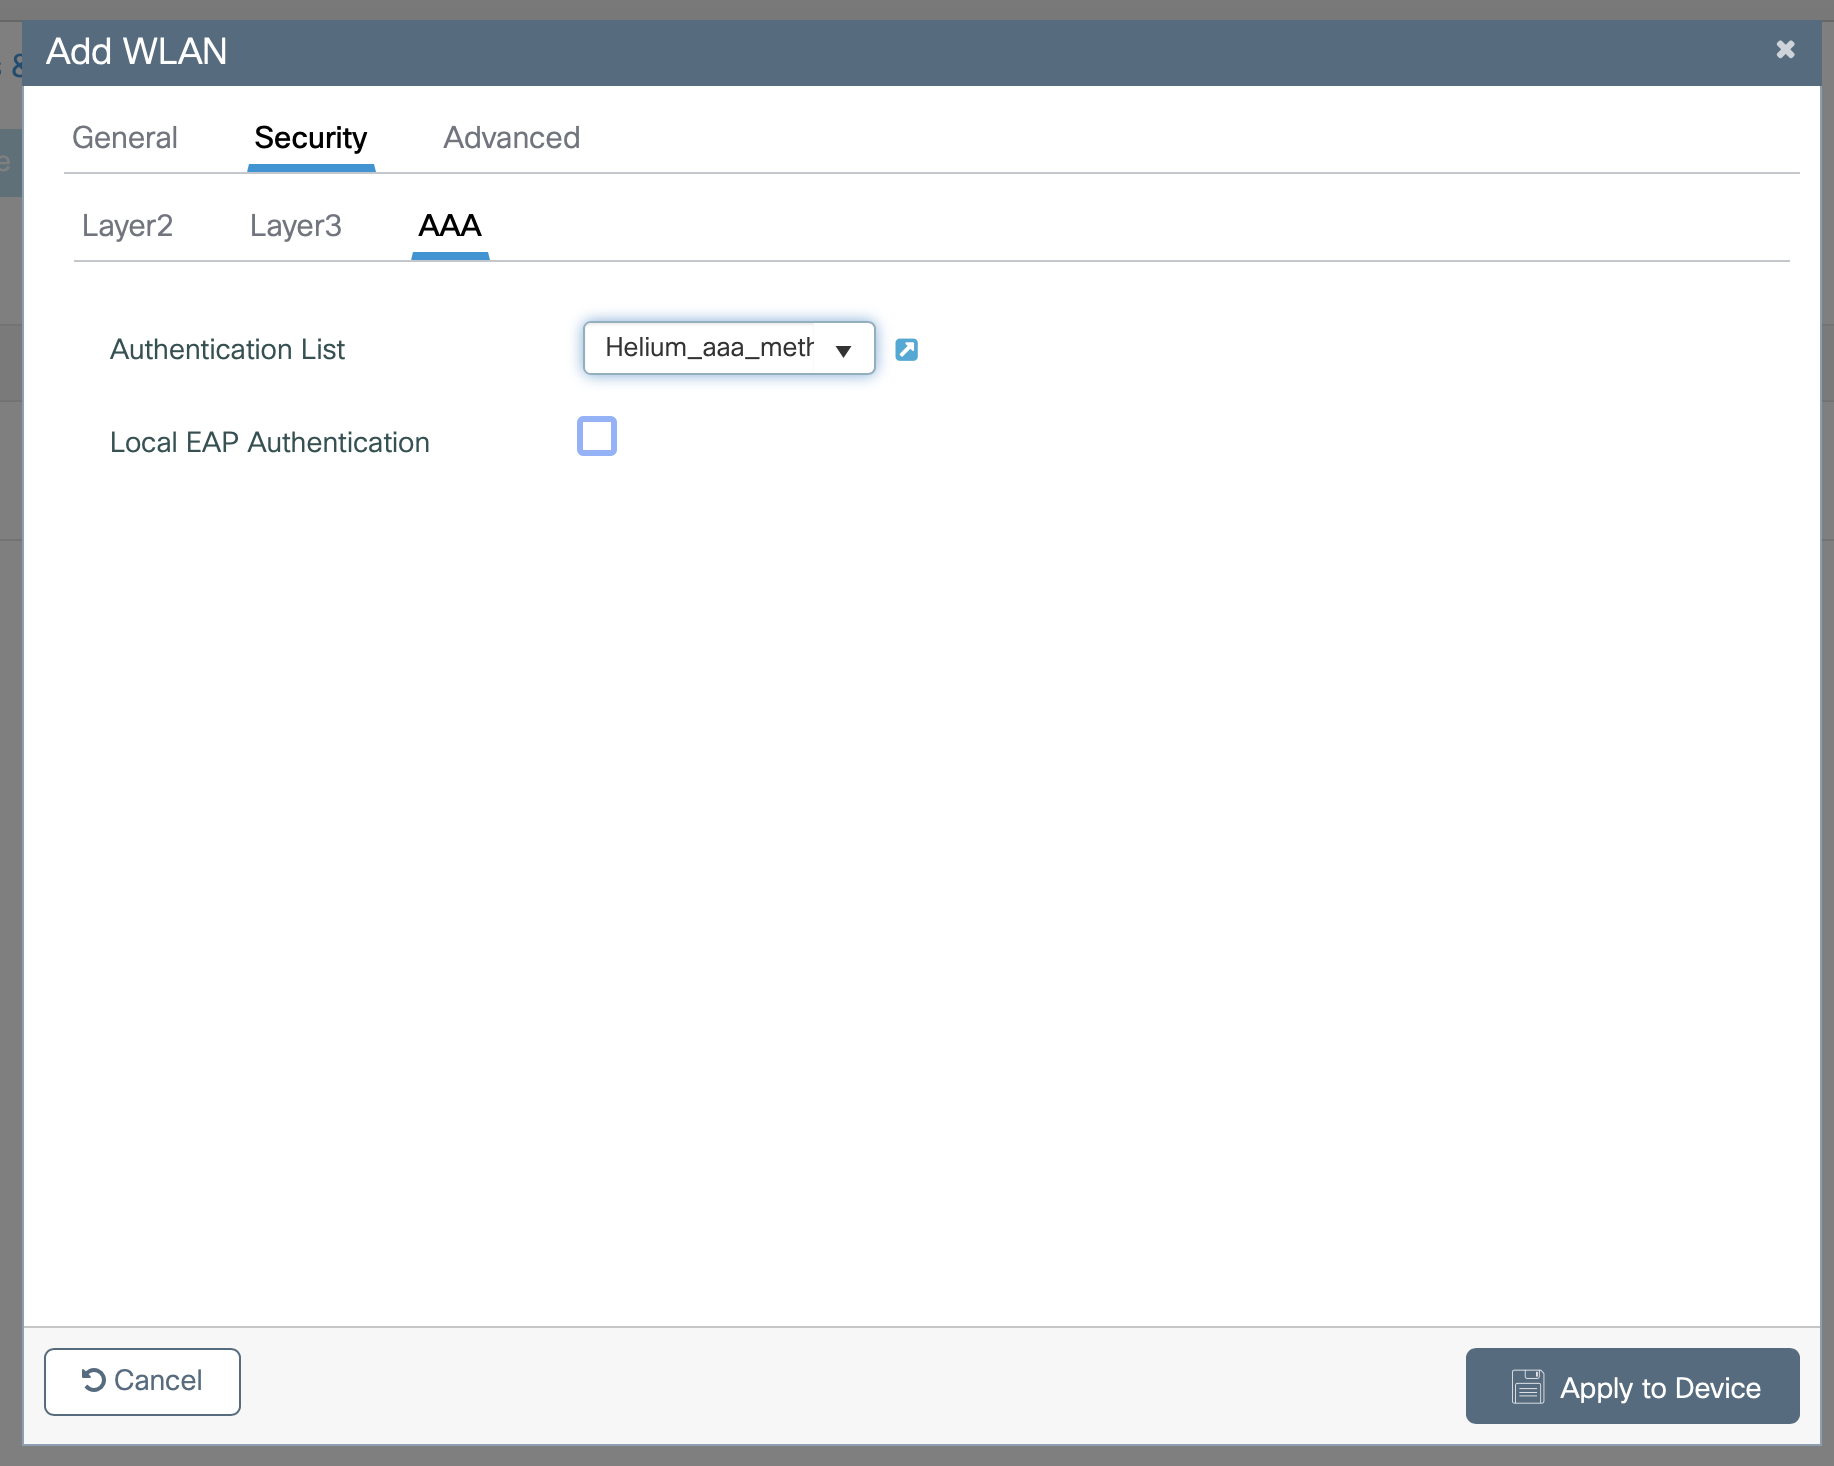 Add WLAN
General Security Advanced
Layer2 Layer3 AAA
Authentication List Helium_aaa_meth
Local EAP Authentication
Cancel Apply to Device